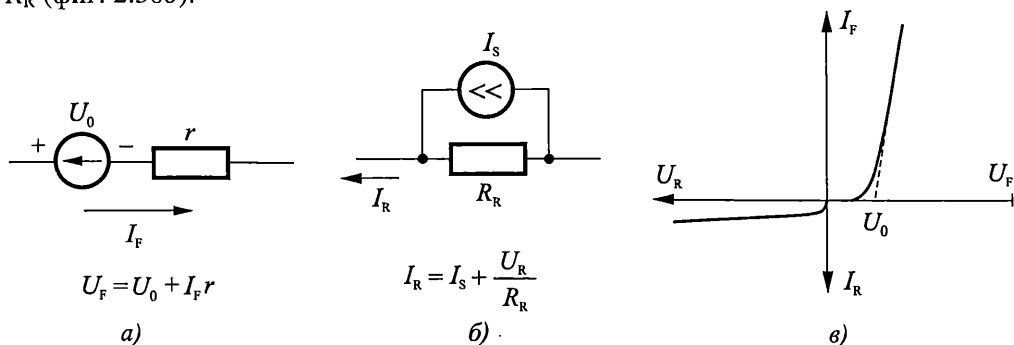 R_R (фиг. 2.38б).
U_0
+
−
r
I_F
U_F = U_0 + I_F r
а)
I_S
<<
I_R
R_R
I_R = I_S + U_R / R_R
б)
I_F
U_R
U_F
U_0
I_R
в)